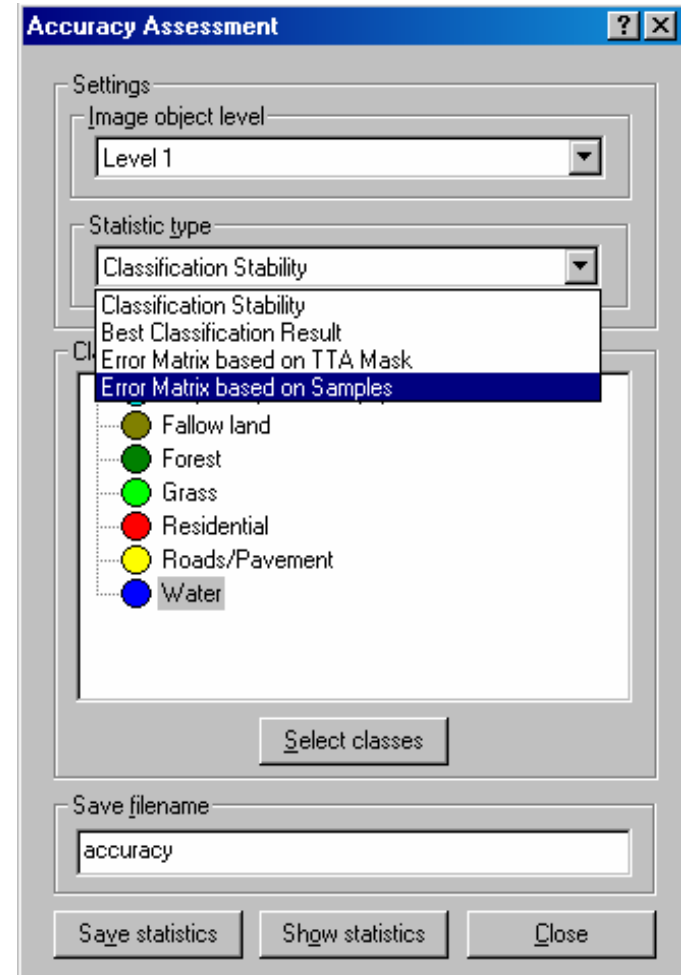 Accuracy Assessment
Settings
Image object level
Level 1
Statistic type
Classification Stability
Classification Stability
Best Classification Result
Error Matrix based on TTA Mask
Error Matrix based on Samples
Fallow land
Forest
Grass
Residential
Roads/Pavement
Water
Select classes
Save filename
accuracy
Save statistics
Show statistics
Close